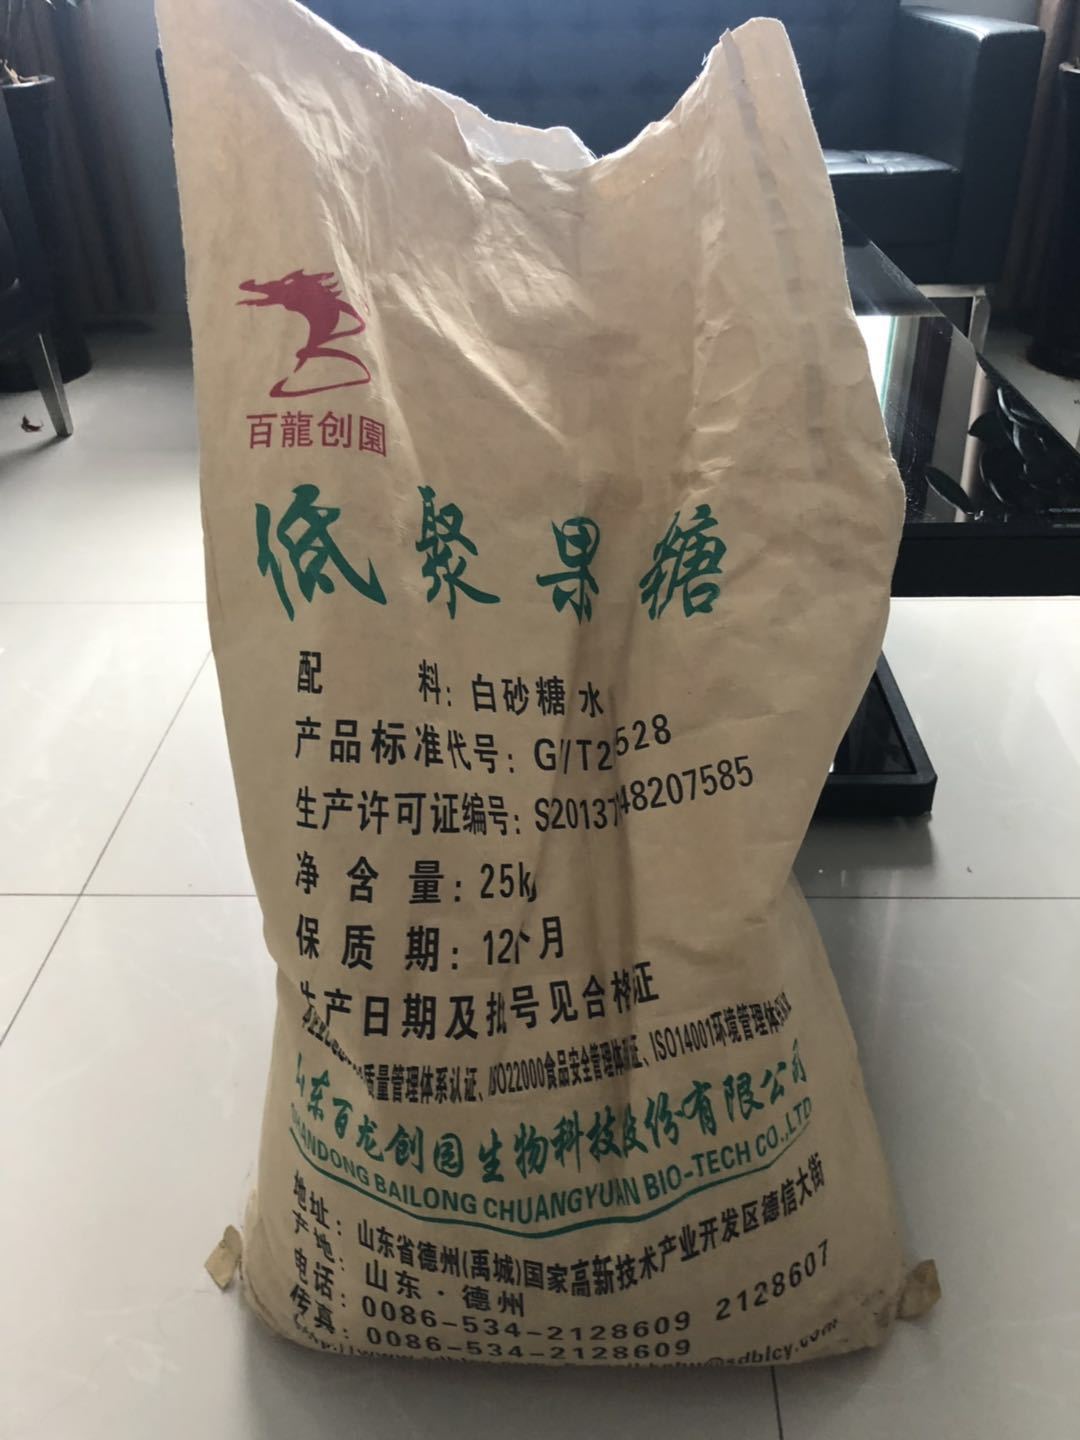 百龍创園
低聚果糖
配 料: 白砂糖 水
产品标准代号: G 528
生产许可证编号: S20137 48207585
净含量: 25k
保质期: 12个月
生产日期及批号见合格证
质量管理体系认证、ISO22000食品安全管理体系认证、ISO14001环境管理体系
山东百龙创园生物科技股份有限公司
SHANDONG BAILONG CHUANGYUAN BIO-TECH CO.,LTD
地址: 山东省德州(禹城)国家高新技术产业开发区德信大街
产地: 山东·德州
电话: 0086-534-2128609 2128607
传真: 0086-534-2128609